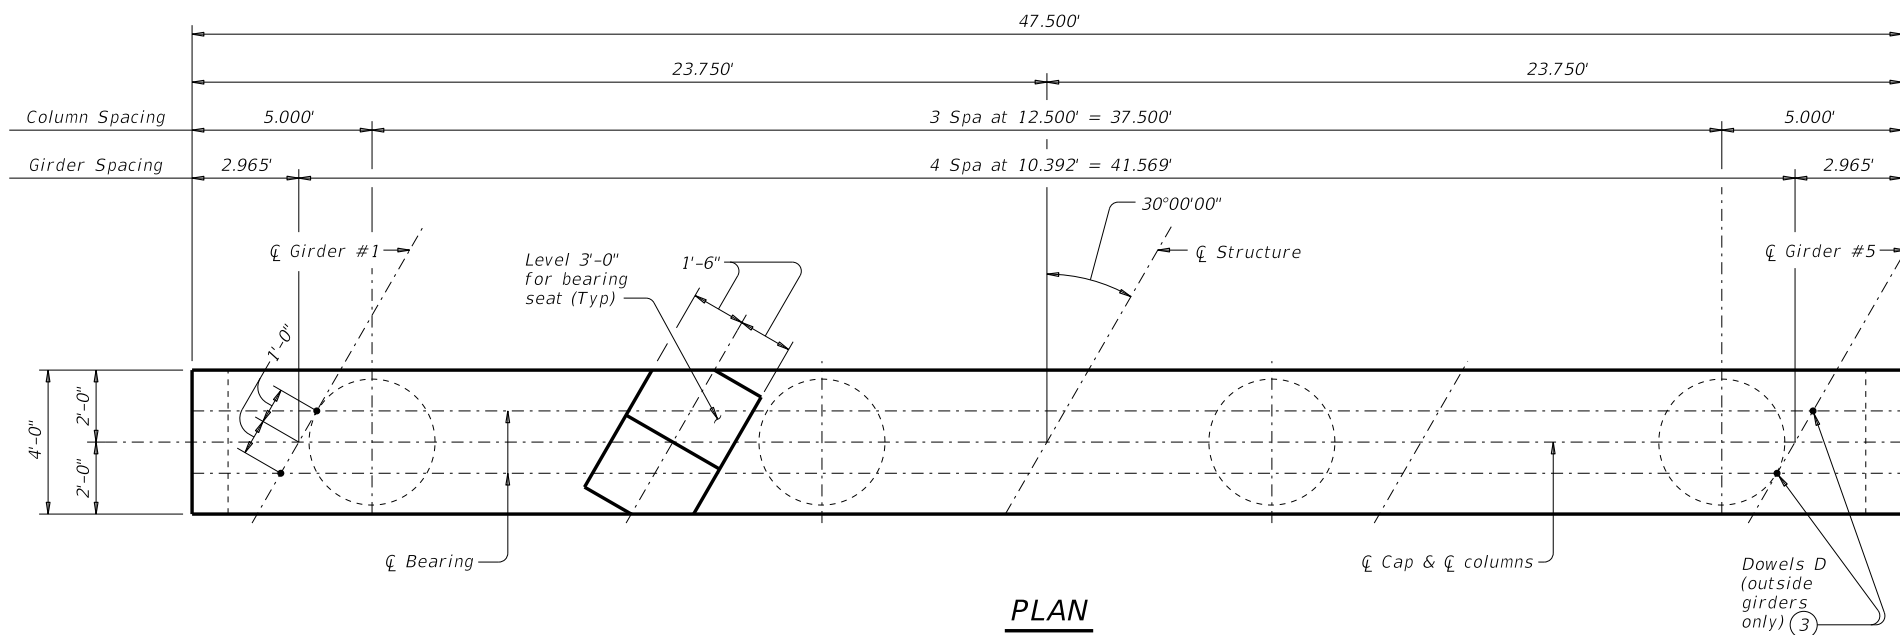 47.500'
23.750'
23.750'
Column Spacing
5.000'
3 Spa at 12.500' = 37.500'
5.000'
Girder Spacing
2.965'
4 Spa at 10.392' = 41.569'
2.965'
30°00'00"
℄ Girder #1
Level 3'-0"
for bearing
seat (Typ)
1'-6"
℄ Structure
℄ Girder #5
1'-0"
4'-0"
2'-0"
2'-0"
℄ Bearing
℄ Cap & ℄ columns
Dowels D
(outside
girders
only) 3
PLAN